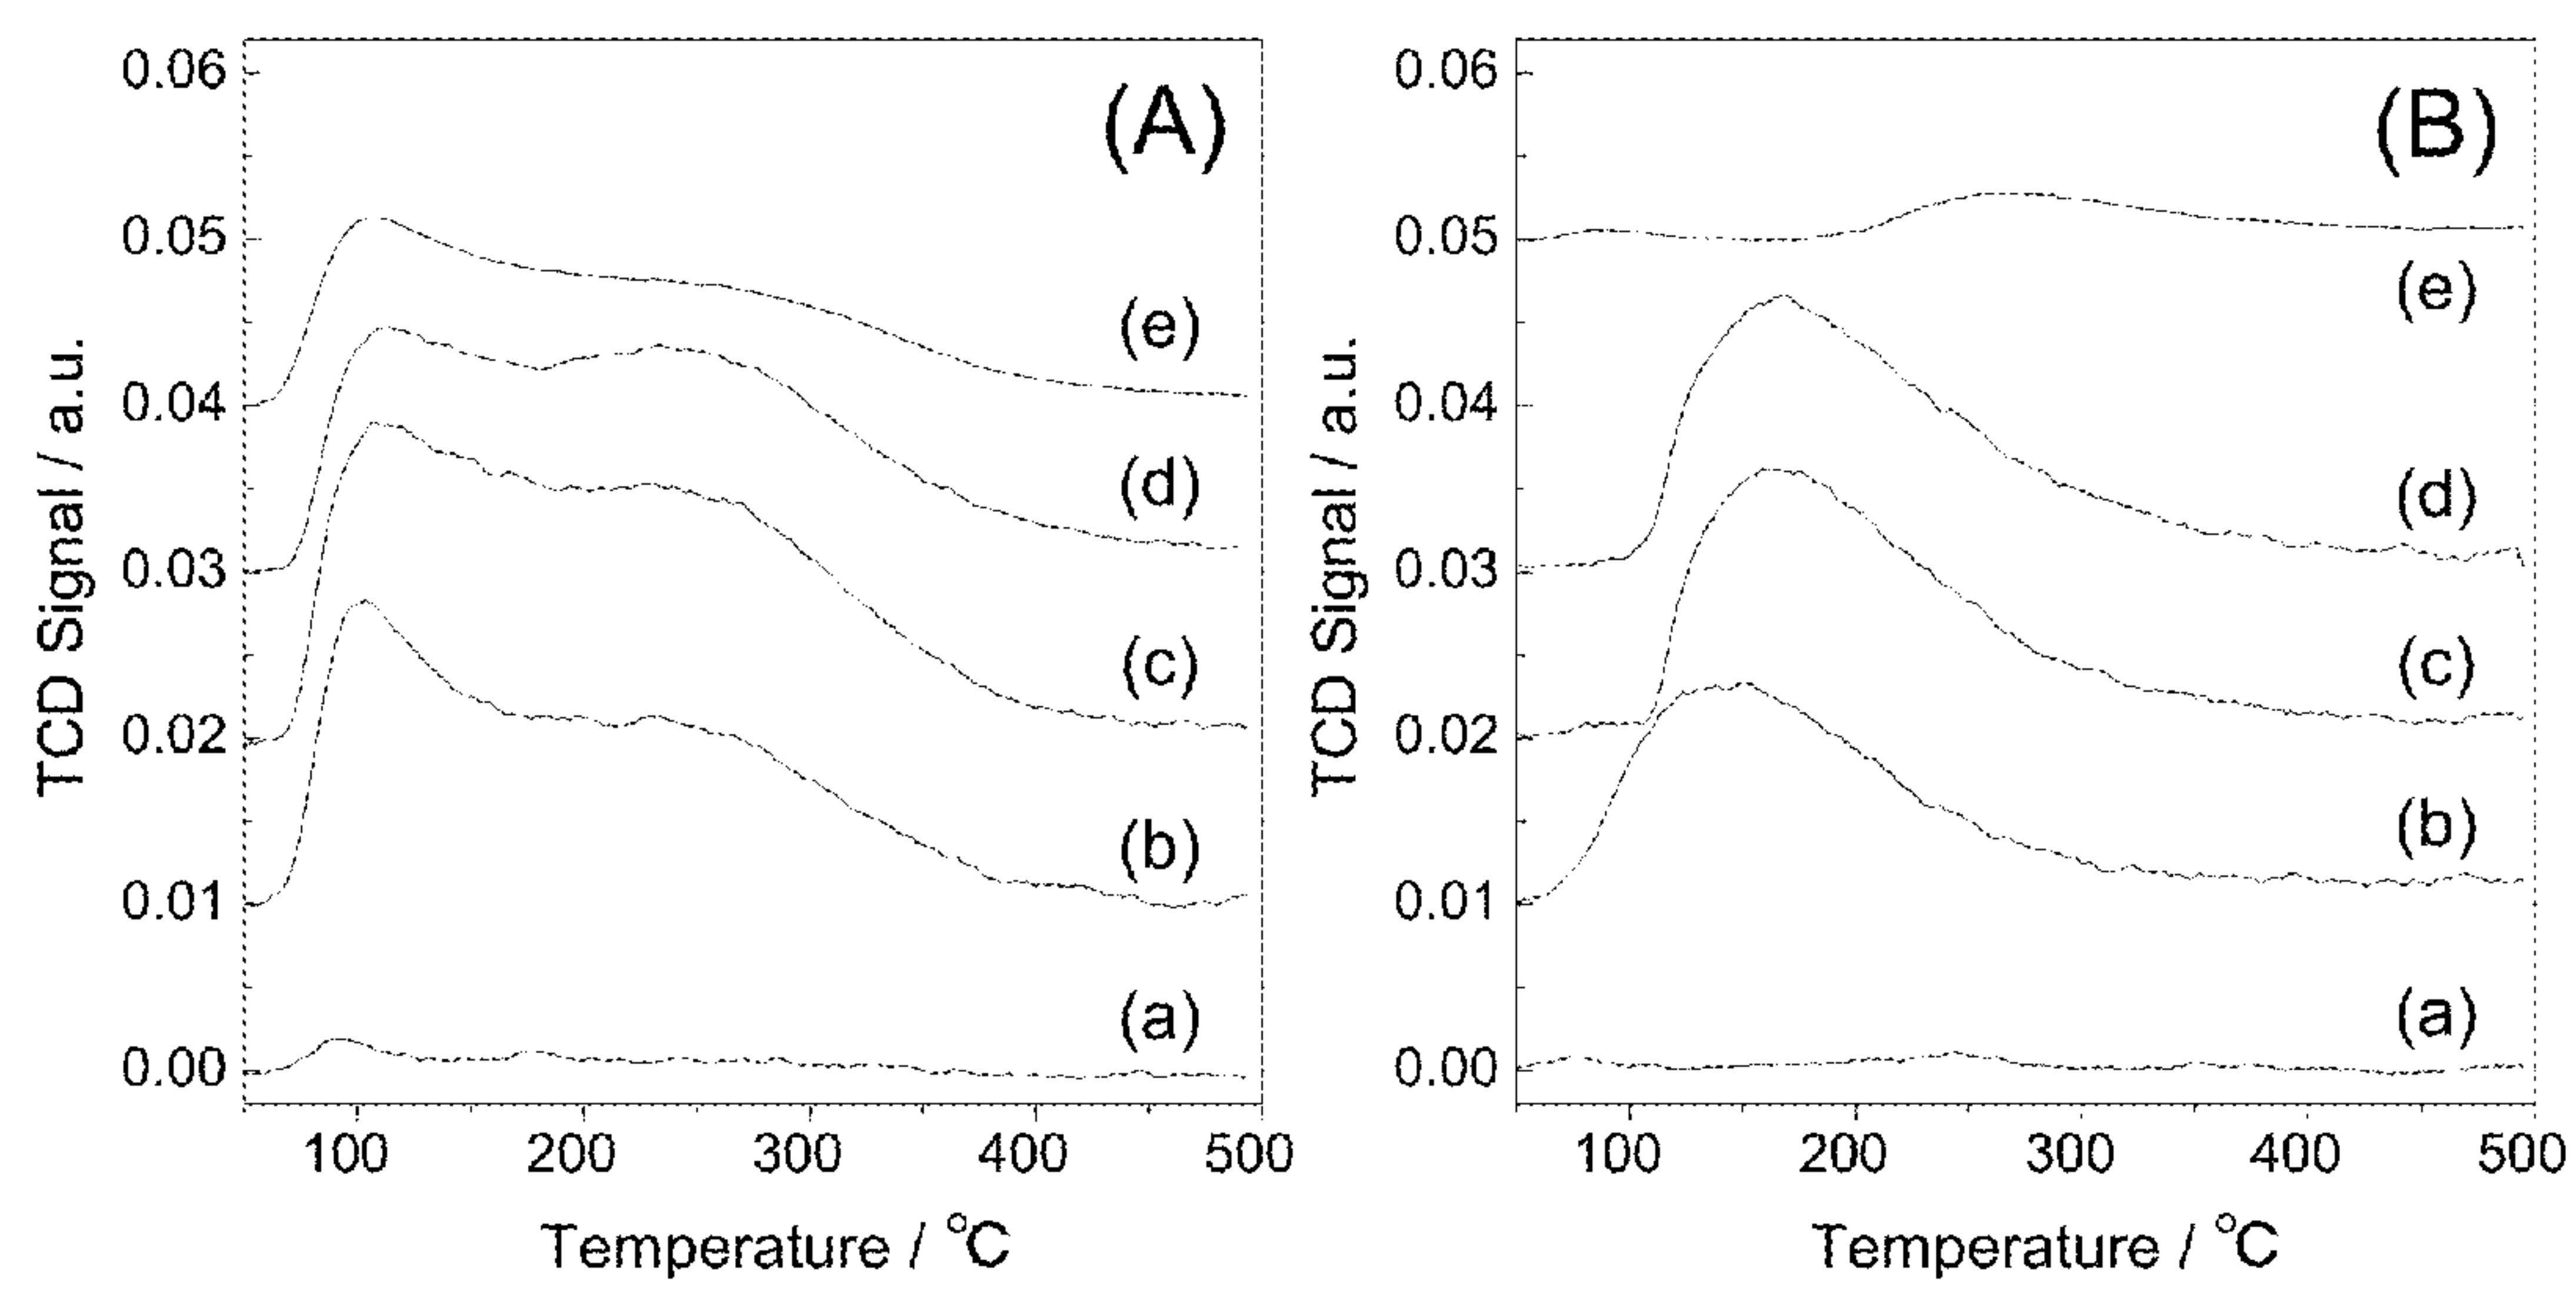 (A)
0.06
0.05
0.04
0.03
0.02
0.01
0.00
TCD Signal / a.u.
(e)
(d)
(c)
(b)
(a)
100 200 300 400 500
Temperature / °C
(B)
0.06
0.05
0.04
0.03
0.02
0.01
0.00
TCD Signal / a.u.
(e)
(d)
(c)
(b)
(a)
100 200 300 400 500
Temperature / °C